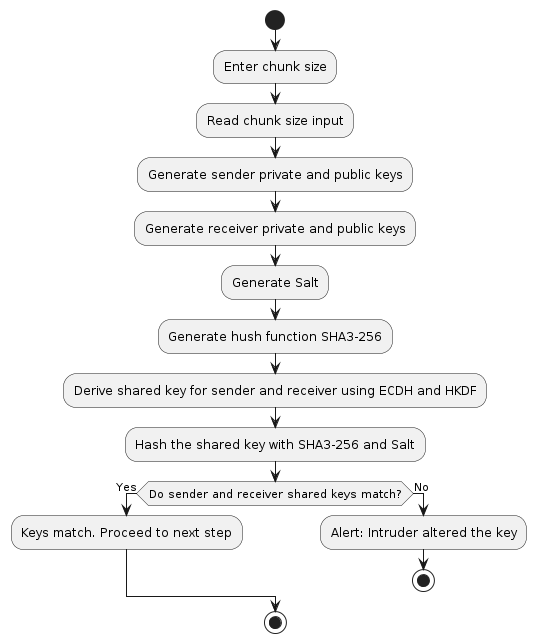 Enter chunk size
Read chunk size input
Generate sender private and public keys
Generate receiver private and public keys
Generate Salt
Generate hush function SHA3-256
Derive shared key for sender and receiver using ECDH and HKDF
Hash the shared key with SHA3-256 and Salt
Yes
Do sender and receiver shared keys match?
No
Keys match. Proceed to next step
Alert: Intruder altered the key